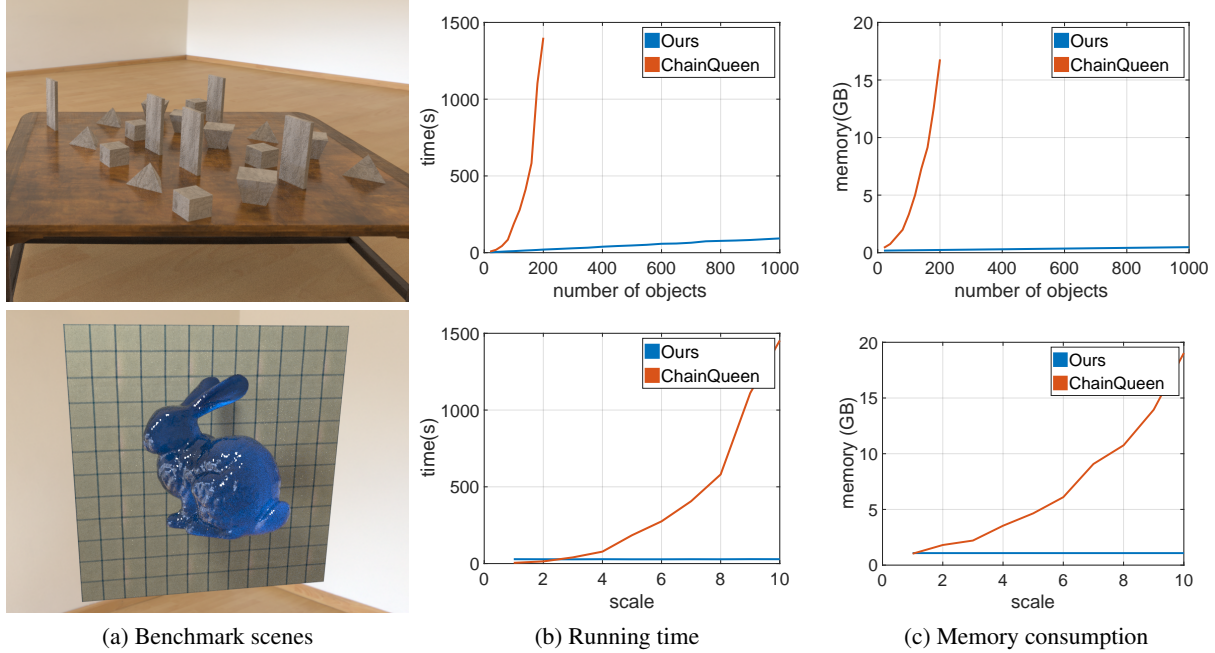 1500
1000
500
0
time(s)
0 200 400 600 800 1000
number of objects
Ours
ChainQueen
20
15
10
5
0
memory(GB)
0 200 400 600 800 1000
number of objects
Ours
ChainQueen
1500
1000
500
0
time(s)
0 2 4 6 8 10
scale
Ours
ChainQueen
20
15
10
5
0
memory (GB)
0 2 4 6 8 10
scale
Ours
ChainQueen
(a) Benchmark scenes
(b) Running time
(c) Memory consumption